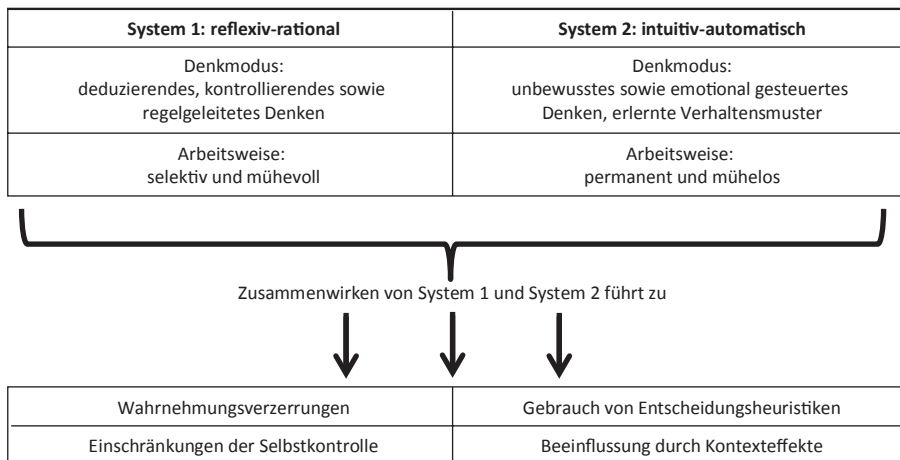 System 1: reflexiv-rational
System 2: intuitiv-automatisch
Denkmodus:
deduzierendes, kontrollierendes sowie
regelgeleitetes Denken
Denkmodus:
unbewusstes sowie emotional gesteuertes
Denken, erlernte Verhaltensmuster
Arbeitsweise:
selektiv und mühevoll
Arbeitsweise:
permanent und mühelos
Zusammenwirken von System 1 und System 2 führt zu
Wahrnehmungsverzerrungen
Gebrauch von Entscheidungsheuristiken
Einschränkungen der Selbstkontrolle
Beeinflussung durch Kontexteffekte